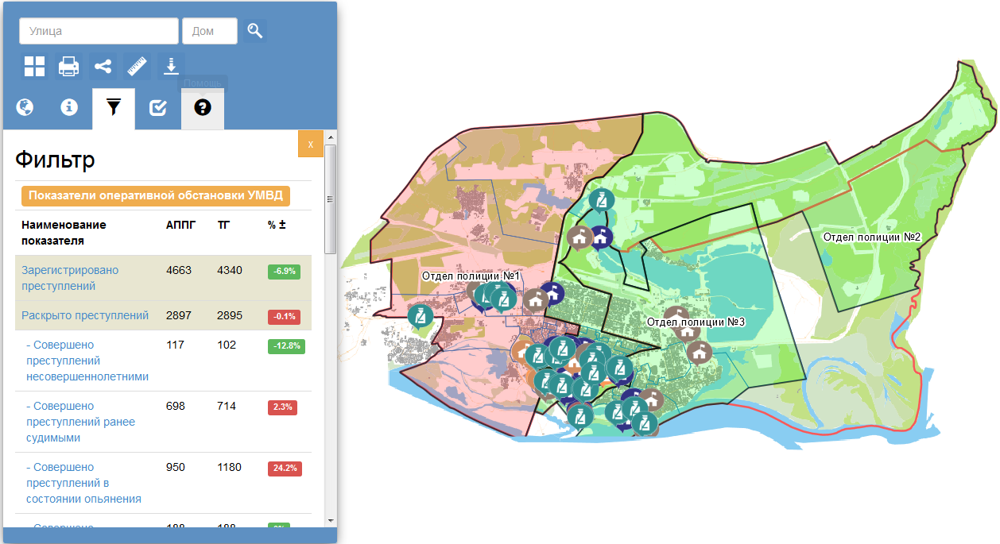 Улица
Дом
Помощь
x
Фильтр
Показатели оперативной обстановки УМВД
Наименование показателя
АППГ
ТГ
% ±
Зарегистрировано
преступлений
4663
4340
-6.9%
Раскрыто преступлений
2897
2895
-0.1%
- Совершено
преступлений
несовершеннолетними
117
102
-12.8%
- Совершено
преступлений ранее
судимыми
698
714
2.3%
- Совершено
преступлений в
состоянии опьянения
950
1180
24.2%
- Совершено
188
188
0%
Отдел полиции №1
Отдел полиции №2
Отдел полиции №3